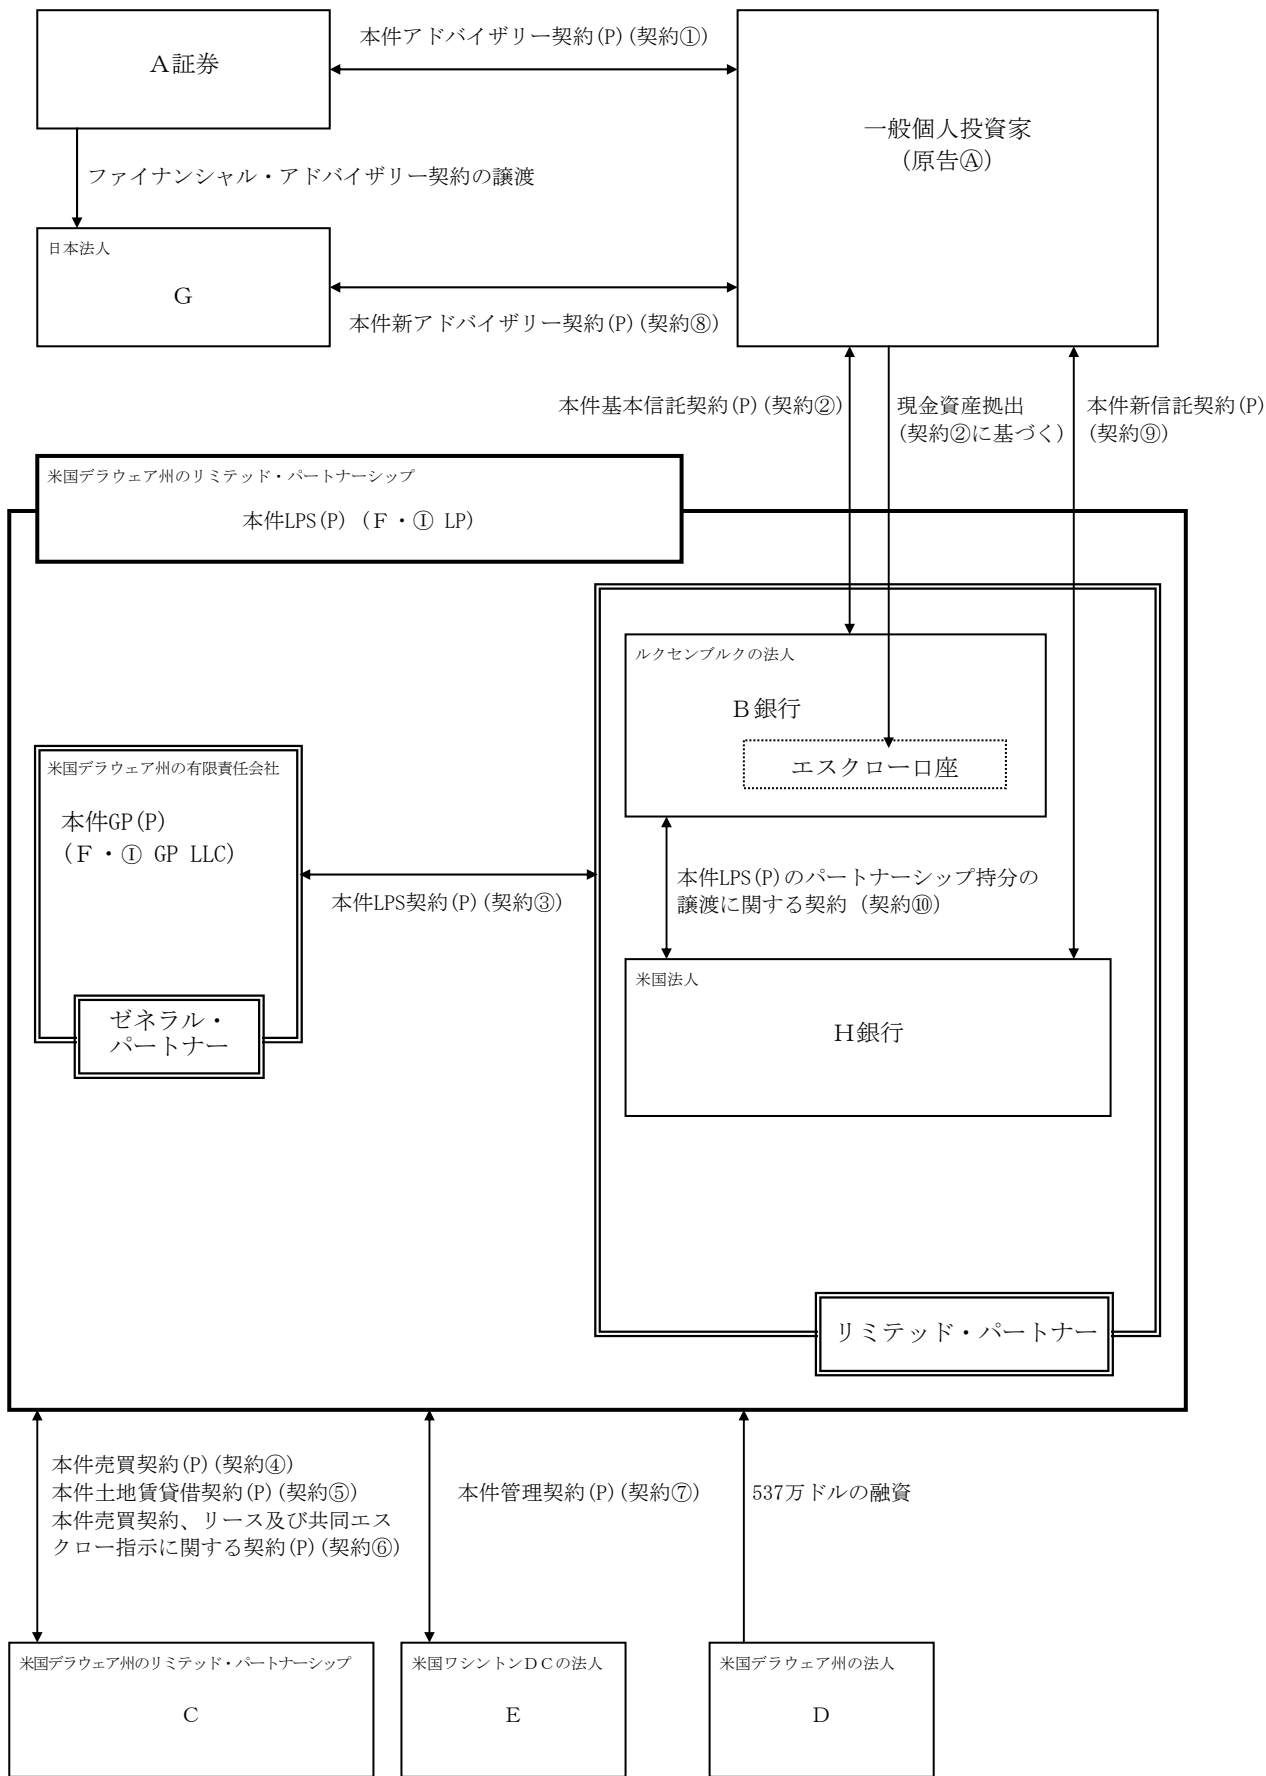 本件アドバイザリー契約(P)(契約①)
A証券
一般個人投資家
(原告Ⓐ)
ファイナンシャル・アドバイザリー契約の譲渡
日本法人
G
本件新アドバイザリー契約(P)(契約⑧)
本件基本信託契約(P)(契約②)
現金資産拠出
(契約②に基づく)
本件新信託契約(P)
(契約⑨)
米国デラウェア州のリミテッド・パートナーシップ
本件LPS(P)(F・Ⓘ LP)
ルクセンブルクの法人
B銀行
エスクロー口座
米国デラウェア州の有限責任会社
本件GP(P)
(F・Ⓘ GP LLC)
本件LPS契約(P)(契約③)
本件LPS(P)のパートナーシップ持分の
譲渡に関する契約(契約⑩)
米国法人
H銀行
ゼネラル・
パートナー
リミテッド・パートナー
本件売買契約(P)(契約④)
本件土地賃貸借契約(P)(契約⑤)
本件売買契約、リース及び共同エス
クロー指示に関する契約(P)(契約⑥)
本件管理契約(P)(契約⑦)
537万ドルの融資
米国デラウェア州のリミテッド・パートナーシップ
C
米国ワシントンDCの法人
E
米国デラウェア州の法人
D